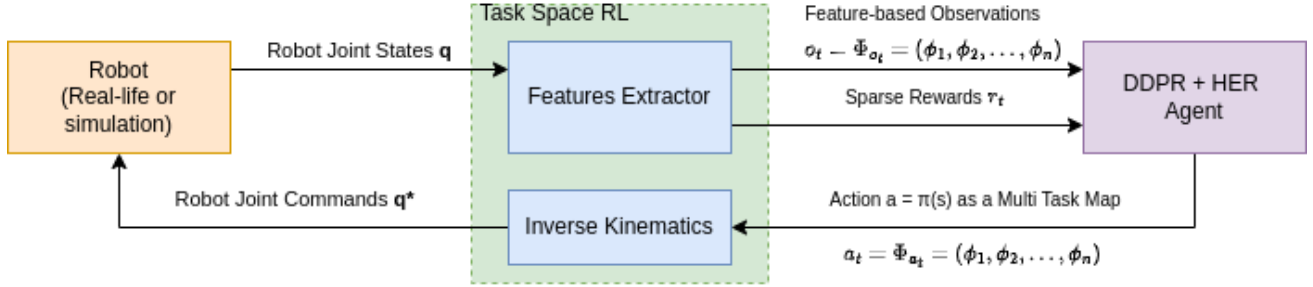 Task Space RL
Feature-based Observations
Robot Joint States q
o_t = Φ_{o_t} = (ϕ_1, ϕ_2, . . . , ϕ_n)
Robot
(Real-life or
simulation)
Features Extractor
Sparse Rewards r_t
DDPR + HER
Agent
Robot Joint Commands q*
Inverse Kinematics
Action a = π(s) as a Multi Task Map
a_t = Φ_{a_t} = (ϕ_1, ϕ_2, . . . , ϕ_n)